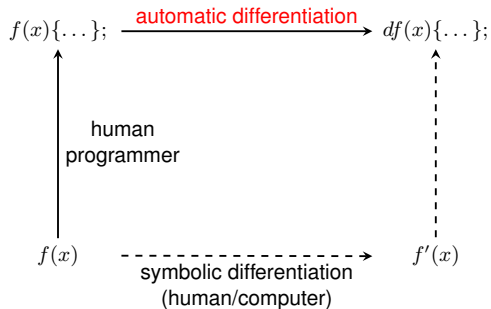 f(x){...};
automatic differentiation
df(x){...};
human
programmer
f(x)
f'(x)
symbolic differentiation
(human/computer)